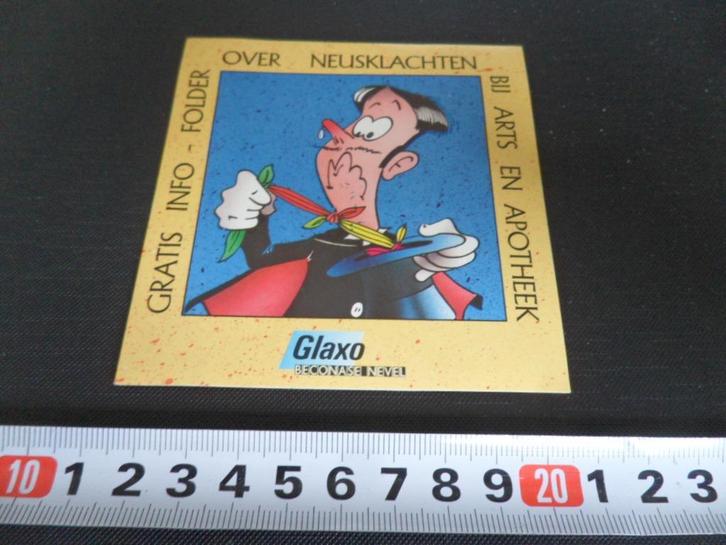 GRATIS INFO - FOLDER
OVER NEUSKLACHTEN
BIJ ARTS EN APOTHEEK
Glaxo
BECONASE NEVEL
10 1 2 3 4 5 6 7 8 9 20 1 2 3